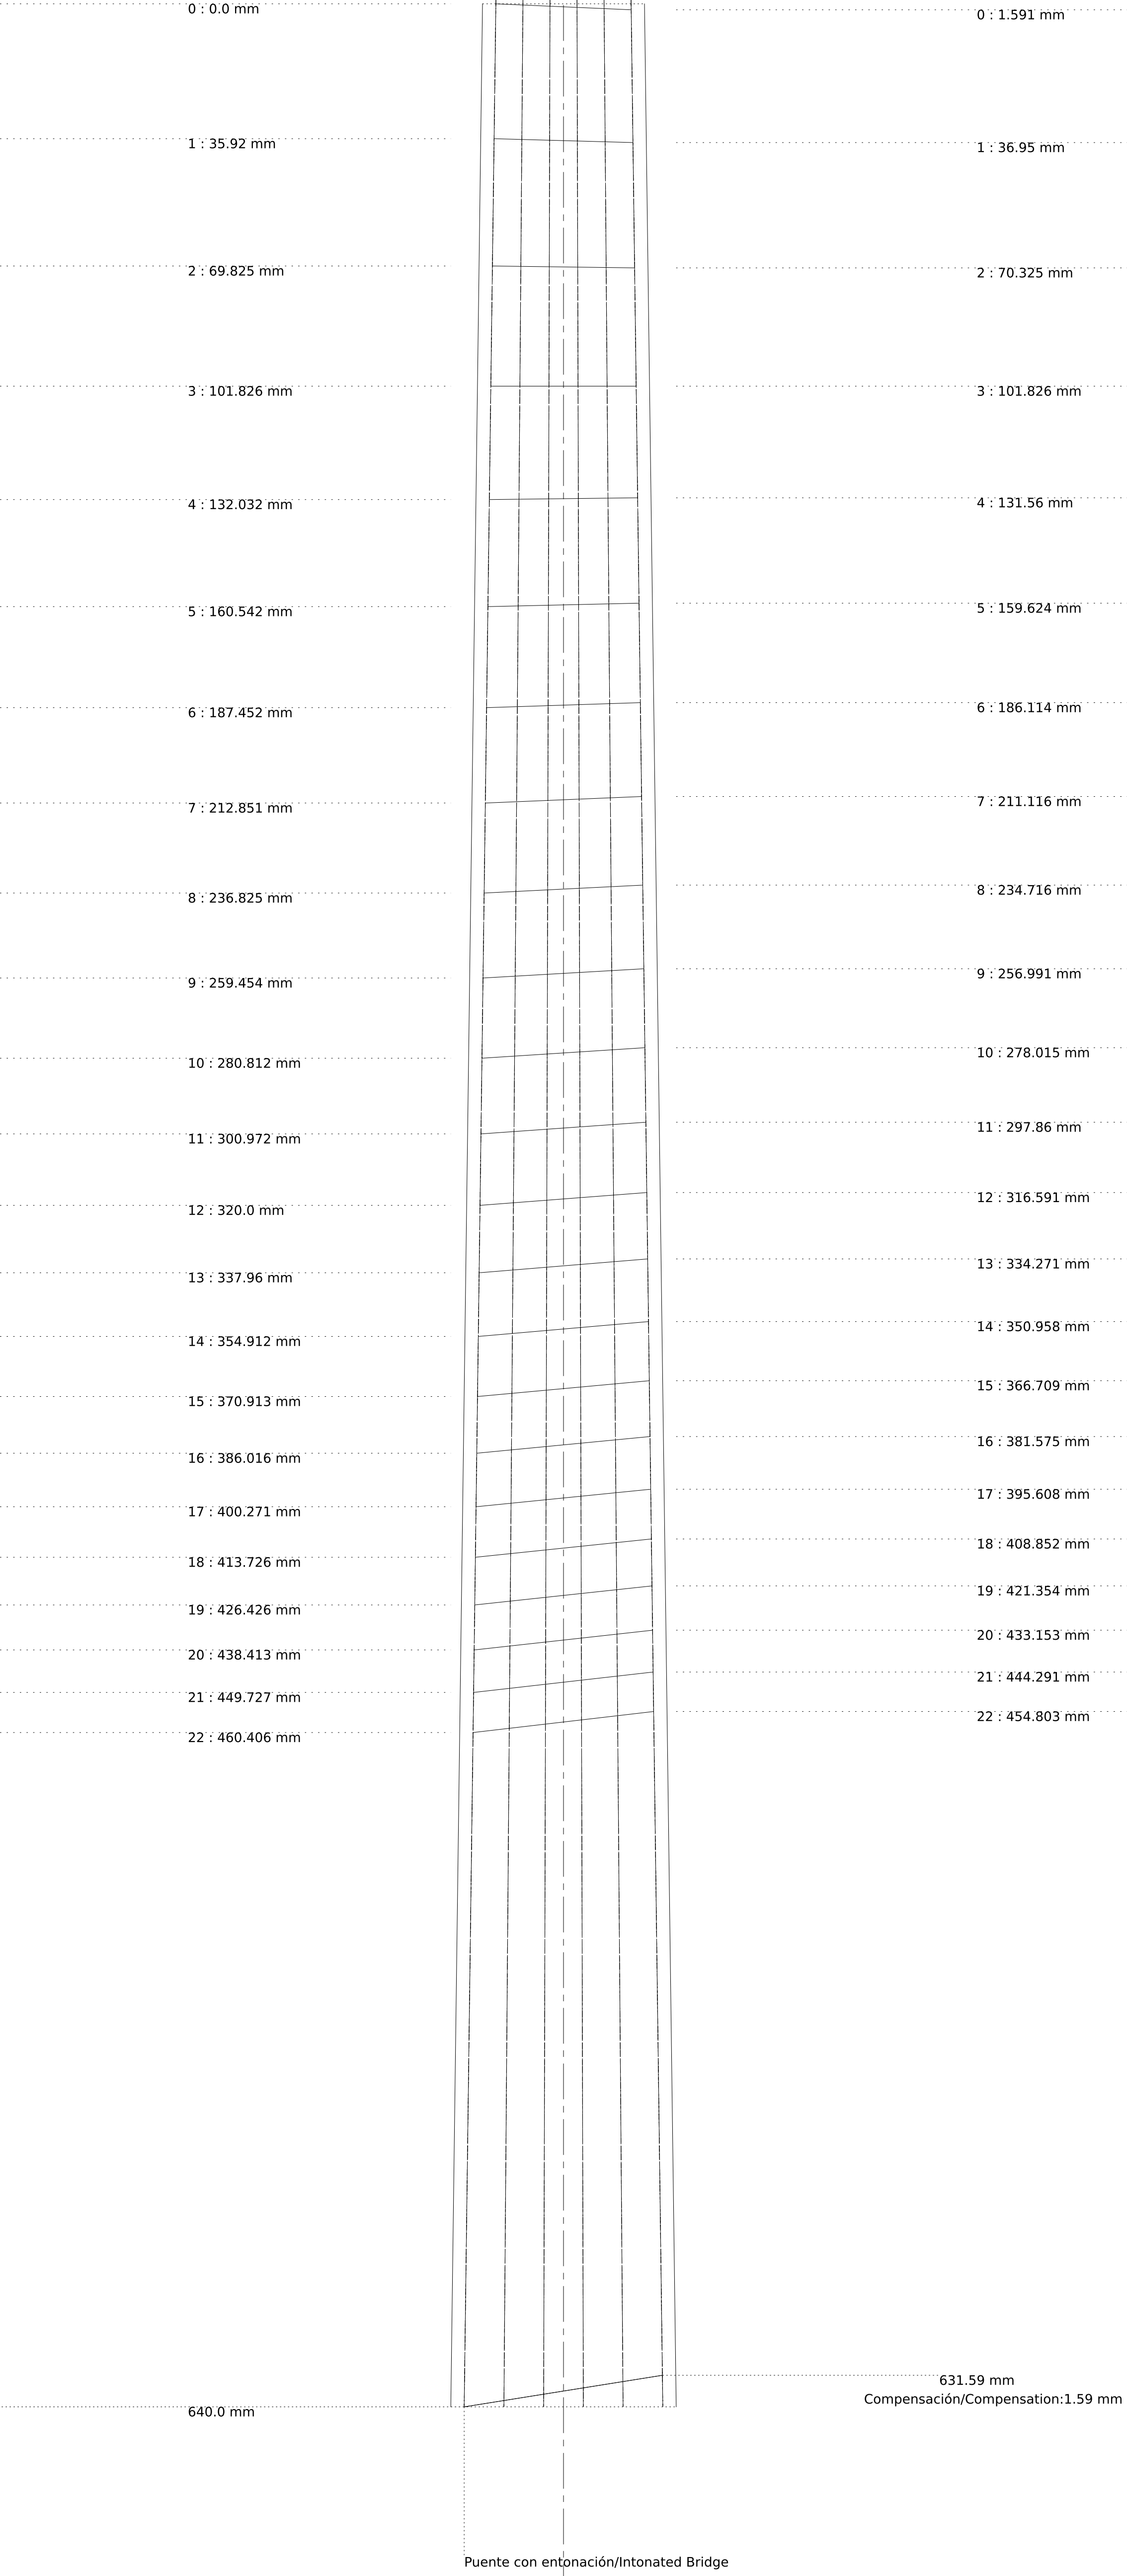 0 : 0.0 mm
0 : 1.591 mm
1 : 35.92 mm
1 : 36.95 mm
2 : 69.825 mm
2 : 70.325 mm
3 : 101.826 mm
3 : 101.826 mm
4 : 132.032 mm
4 : 131.56 mm
5 : 160.542 mm
5 : 159.624 mm
6 : 187.452 mm
6 : 186.114 mm
7 : 212.851 mm
7 : 211.116 mm
8 : 236.825 mm
8 : 234.716 mm
9 : 259.454 mm
9 : 256.991 mm
10 : 280.812 mm
10 : 278.015 mm
11 : 300.972 mm
11 : 297.86 mm
12 : 320.0 mm
12 : 316.591 mm
13 : 337.96 mm
13 : 334.271 mm
14 : 354.912 mm
14 : 350.958 mm
15 : 370.913 mm
15 : 366.709 mm
16 : 386.016 mm
16 : 381.575 mm
17 : 400.271 mm
17 : 395.608 mm
18 : 413.726 mm
18 : 408.852 mm
19 : 426.426 mm
19 : 421.354 mm
20 : 438.413 mm
20 : 433.153 mm
21 : 449.727 mm
21 : 444.291 mm
22 : 460.406 mm
22 : 454.803 mm
631.59 mm
Compensación/Compensation:1.59 mm
640.0 mm
Puente con entonación/Intonated Bridge